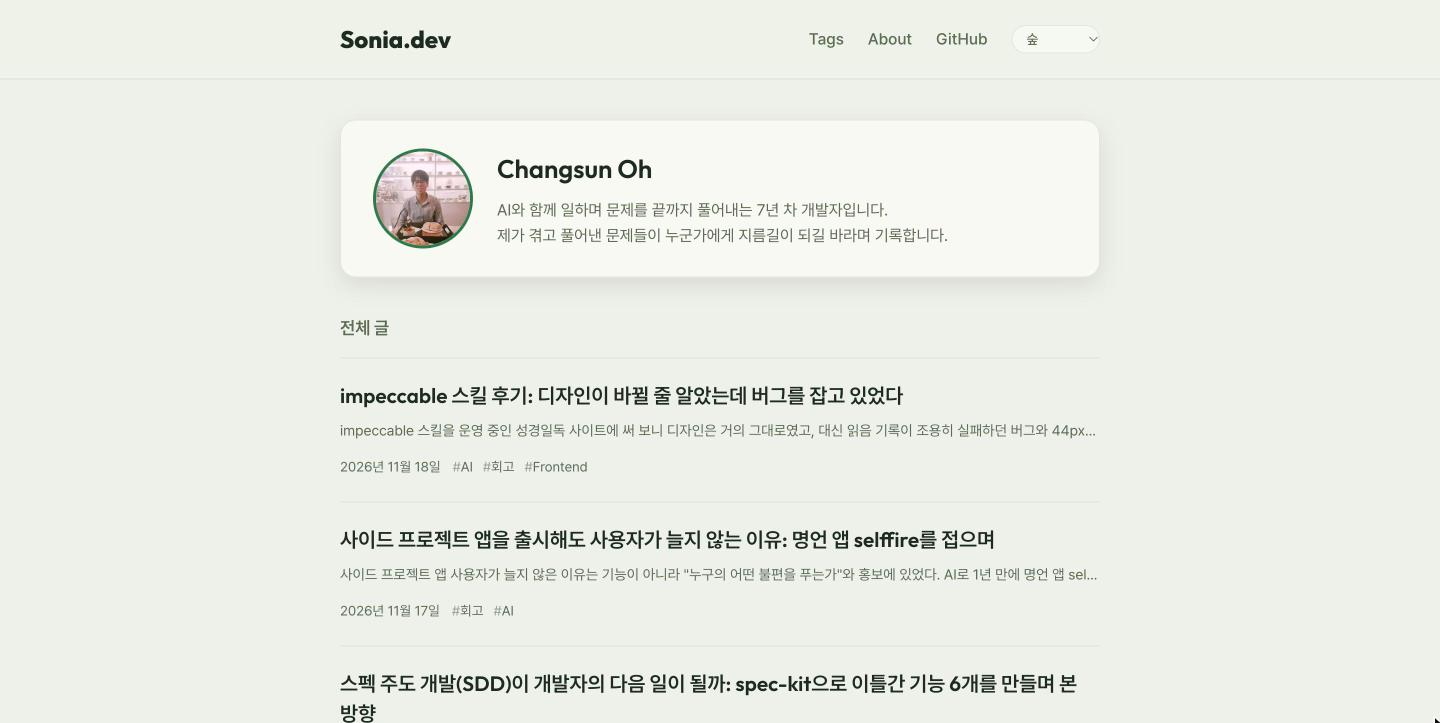 Sonia.dev
Tags
About
GitHub
숲
Changsun Oh
AI와 함께 일하며 문제를 끝까지 풀어내는 7년 차 개발자입니다.
제가 겪고 풀어낸 문제들이 누군가에게 지름길이 되길 바라며 기록합니다.
전체 글
impeccable 스킬 후기: 디자인이 바뀔 줄 알았는데 버그를 잡고 있었다
impeccable 스킬을 운영 중인 성경일독 사이트에 써 보니 디자인은 거의 그대로였고, 대신 읽음 기록이 조용히 실패하던 버그와 44px...
2026년 11월 18일 #AI #회고 #Frontend
사이드 프로젝트 앱을 출시해도 사용자가 늘지 않는 이유: 명언 앱 selffire를 접으며
사이드 프로젝트 앱 사용자가 늘지 않은 이유는 기능이 아니라 "누구의 어떤 불편을 푸는가"와 홍보에 있었다. AI로 1년 만에 명언 앱 sel...
2026년 11월 17일 #회고 #AI
스펙 주도 개발(SDD)이 개발자의 다음 일이 될까: spec-kit으로 이틀간 기능 6개를 만들며 본
방향